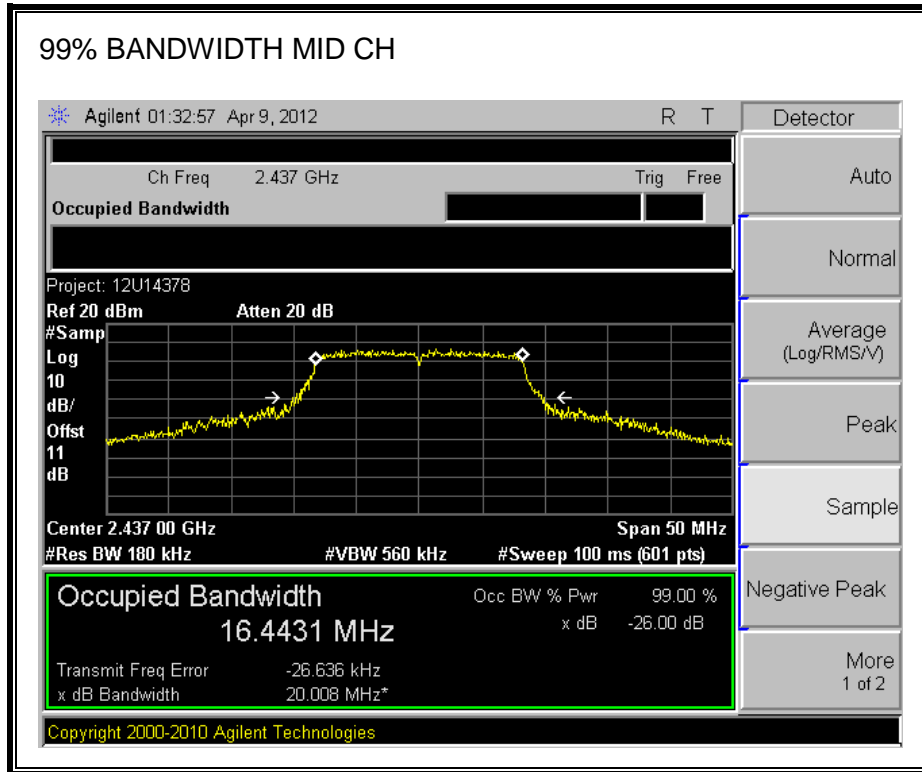 99% BANDWIDTH MID CH
Agilent 01:32:57 Apr 9, 2012 R T
Detector
Ch Freq 2.437 GHz Trig Free
Occupied Bandwidth
Auto
Normal
Average
(Log/RMS/V)
Peak
Sample
Negative Peak
More
1 of 2
Project: 12U14378
Ref 20 dBm Atten 20 dB
#Samp
Log
10
dB/
Offst
11
dB
Center 2.437 00 GHz Span 50 MHz
#Res BW 180 kHz #VBW 560 kHz #Sweep 100 ms (601 pts)
Occupied Bandwidth Occ BW % Pwr 99.00 %
16.4431 MHz x dB -26.00 dB
Transmit Freq Error -26.636 kHz
x dB Bandwidth 20.008 MHz*
Copyright 2000-2010 Agilent Technologies